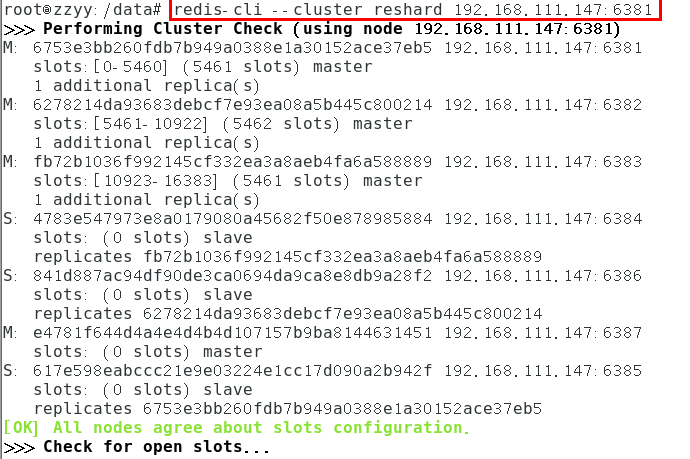 root@zzyy:/data# redis-cli --cluster reshard 192.168.111.147:6381
>>> Performing Cluster Check (using node 192.168.111.147:6381)
M: 6753e3bb260fdb7b949a0388e1a30152ace37eb5 192.168.111.147:6381
slots:[0-5460] (5461 slots) master
1 additional replica(s)
M: 6278214da93683debcf7e93ea08a5b445c800214 192.168.111.147:6382
slots:[5461-10922] (5462 slots) master
1 additional replica(s)
M: fb72b1036f992145cf332ea3a8aeb4fa6a588889 192.168.111.147:6383
slots:[10923-16383] (5461 slots) master
1 additional replica(s)
S: 4783e547973e8a0179080a45682f50e878985884 192.168.111.147:6384
slots: (0 slots) slave
replicates fb72b1036f992145cf332ea3a8aeb4fa6a588889
S: 841d887ac94df90de3ca0694da9ca8e8db9a28f2 192.168.111.147:6386
slots: (0 slots) slave
replicates 6278214da93683debcf7e93ea08a5b445c800214
M: e4781f644d4a4e4d4b4d107157b9ba8144631451 192.168.111.147:6387
slots: (0 slots) master
S: 617e598eabccc21e9e03224e1cc17d090a2b942f 192.168.111.147:6385
slots: (0 slots) slave
replicates 6753e3bb260fdb7b949a0388e1a30152ace37eb5
[OK] All nodes agree about slots configuration.
>>> Check for open slots...